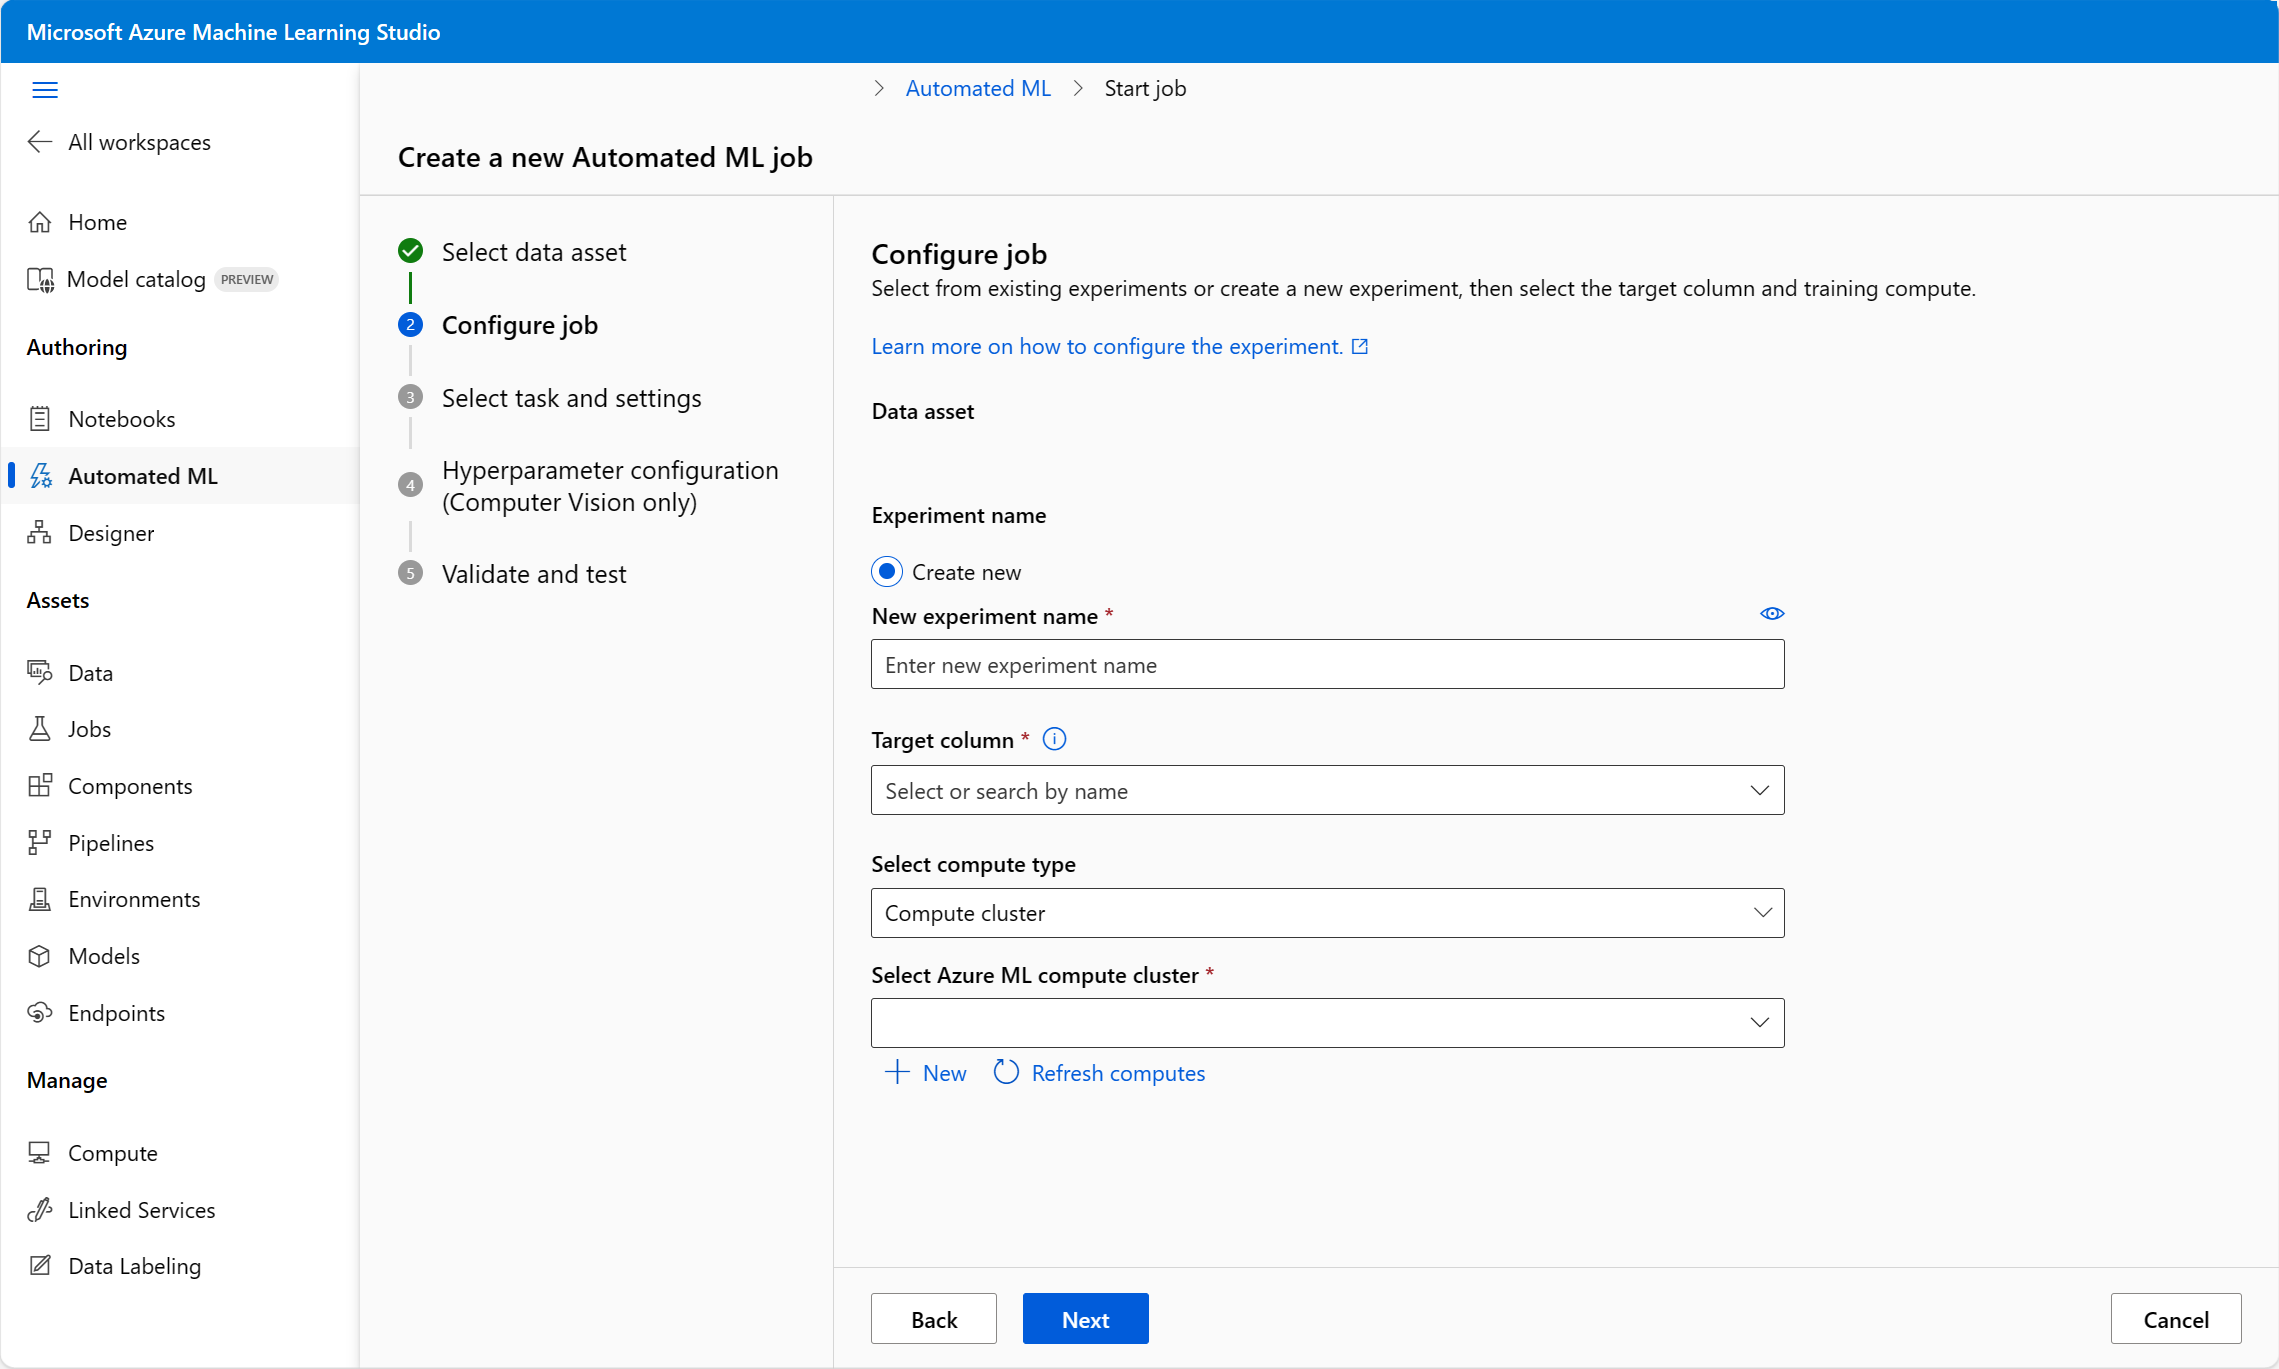 Microsoft Azure Machine Learning Studio
All workspaces
Home
Model catalog PREVIEW
Authoring
Notebooks
Automated ML
Designer
Assets
Data
Jobs
Components
Pipelines
Environments
Models
Endpoints
Manage
Compute
Linked Services
Data Labeling
Automated ML > Start job
Create a new Automated ML job
Select data asset
2 Configure job
3 Select task and settings
4 Hyperparameter configuration
(Computer Vision only)
5 Validate and test
Configure job
Select from existing experiments or create a new experiment, then select the target column and training compute.
Learn more on how to configure the experiment.
Data asset
Experiment name
Create new
New experiment name *
Enter new experiment name
Target column *
Select or search by name
Select compute type
Compute cluster
Select Azure ML compute cluster *
New Refresh computes
Back Next Cancel